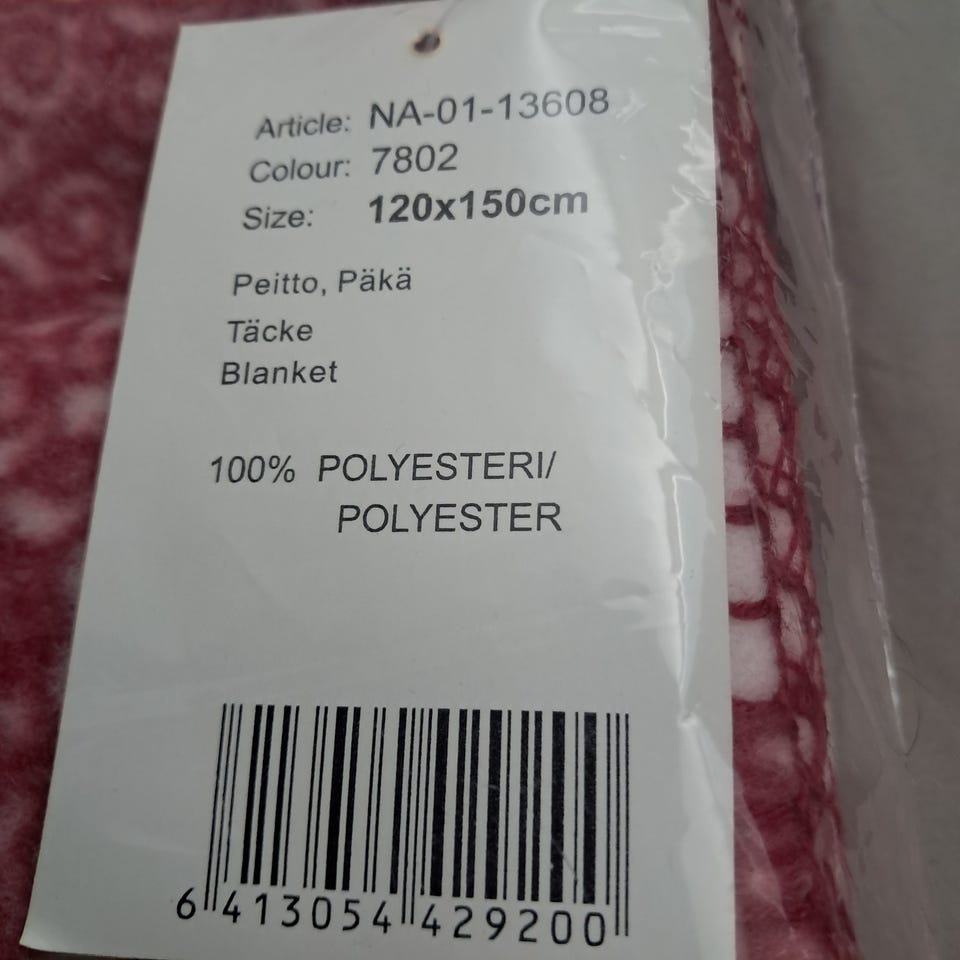 Article: NA-01-13608
Colour: 7802
Size: 120x150cm
Peitto, Päkä
Täcke
Blanket
100% POLYESTERI/
POLYESTER
6 413054 429200